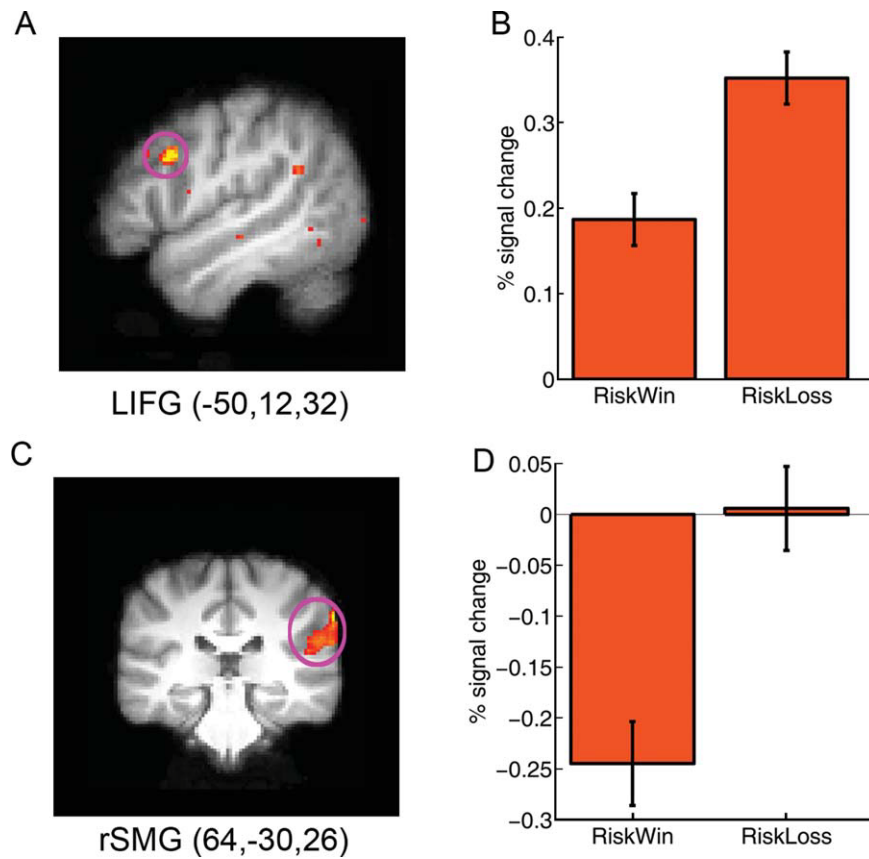 A
LIFG (-50,12,32)
B
% signal change
0.4
0.3
0.2
0.1
0
RiskWin RiskLoss
C
rSMG (64,-30,26)
D
% signal change
0.05
0
−0.05
−0.1
−0.15
−0.2
−0.25
−0.3
RiskWin RiskLoss